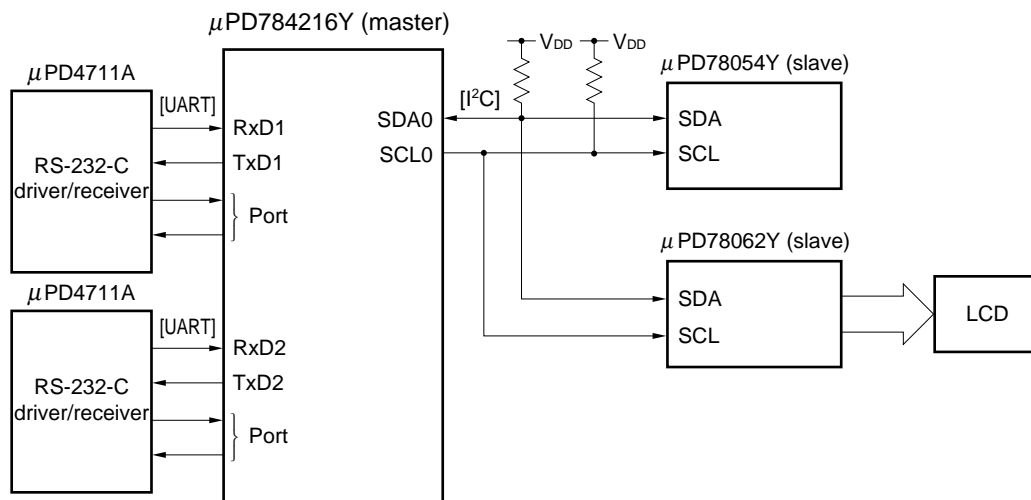 μPD784216Y (master)
μPD4711A
[UART]
RS-232-C
driver/receiver
RxD1
TxD1
Port
μPD4711A
[UART]
RS-232-C
driver/receiver
RxD2
TxD2
Port
SDA0
SCL0
[I²C]
VDD
VDD
μPD78054Y (slave)
SDA
SCL
μPD78062Y (slave)
SDA
SCL
LCD